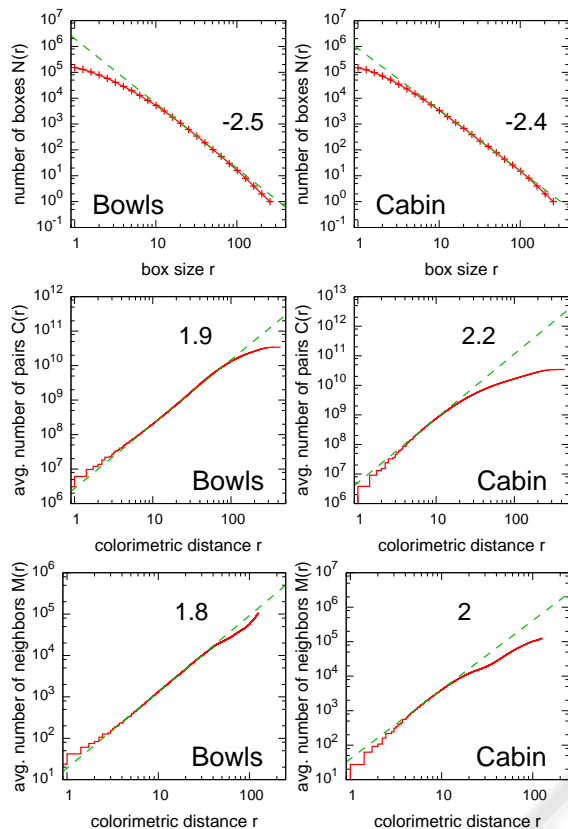 number of boxes N(r)
10^7
10^6
10^5
10^4
10^3
10^2
10^1
10^0
10^-1
-2.5
Bowls
1 10 100
box size r
number of boxes N(r)
10^7
10^6
10^5
10^4
10^3
10^2
10^1
10^0
10^-1
-2.4
Cabin
1 10 100
box size r
avg. number of pairs C(r)
10^12
10^11
10^10
10^9
10^8
10^7
10^6
1.9
Bowls
1 10 100
colorimetric distance r
avg. number of pairs C(r)
10^13
10^12
10^11
10^10
10^9
10^8
10^7
10^6
2.2
Cabin
1 10 100
colorimetric distance r
avg. number of neighbors M(r)
10^6
10^5
10^4
10^3
10^2
10^1
1.8
Bowls
1 10 100
colorimetric distance r
avg. number of neighbors M(r)
10^7
10^6
10^5
10^4
10^3
10^2
10^1
2
Cabin
1 10 100
colorimetric distance r